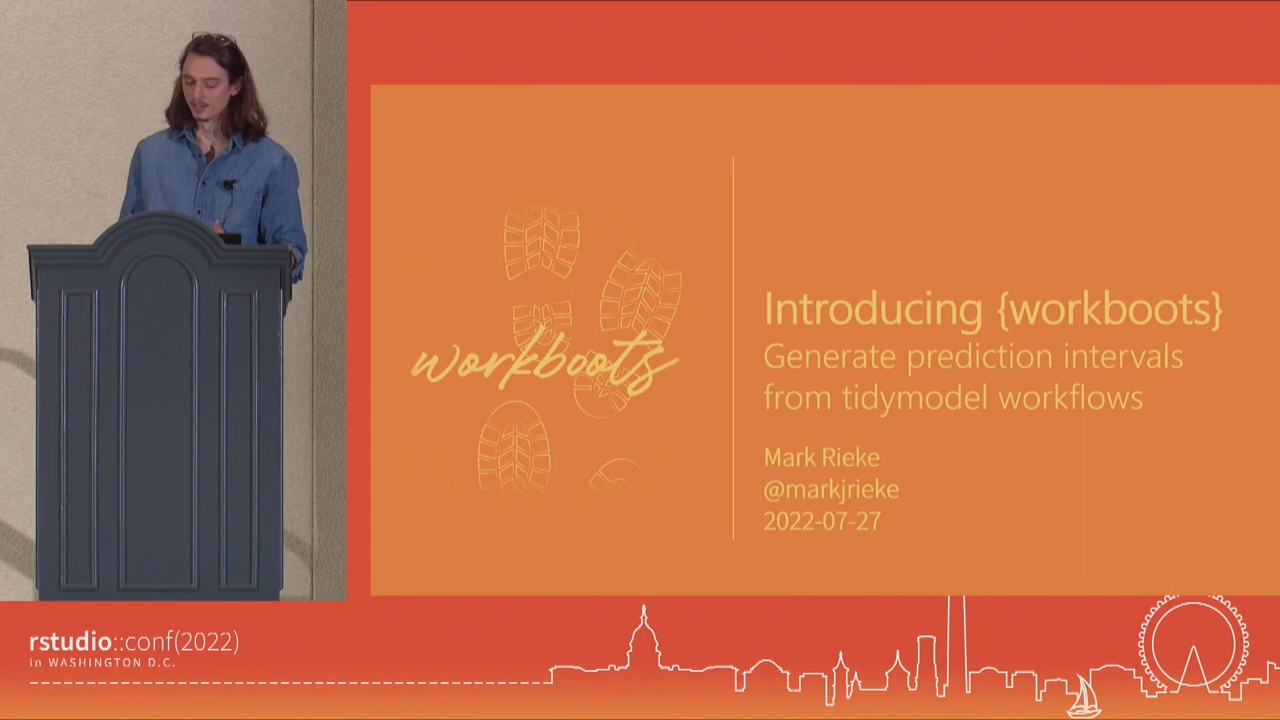 workboots
Introducing {workboots}
Generate prediction intervals
from tidymodel workflows
Mark Rieke
@markjrieke
2022-07-27
rstudio::conf(2022)
in WASHINGTON D.C.